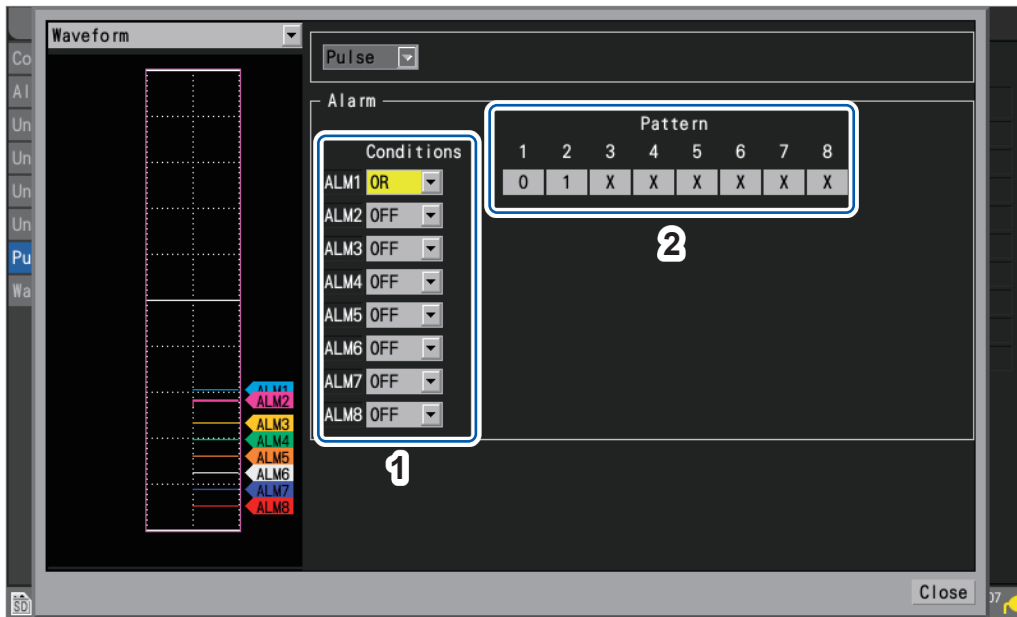 Waveform
Pulse
Co
Al
Un
Un
Un
Un
Pu
Wa
Alarm
Conditions
ALM1 OR
ALM2 OFF
ALM3 OFF
ALM4 OFF
ALM5 OFF
ALM6 OFF
ALM7 OFF
ALM8 OFF
1
Pattern
1 2 3 4 5 6 7 8
0 1 X X X X X X
2
ALM1
ALM2
ALM3
ALM4
ALM5
ALM6
ALM7
ALM8
Close
SD
07